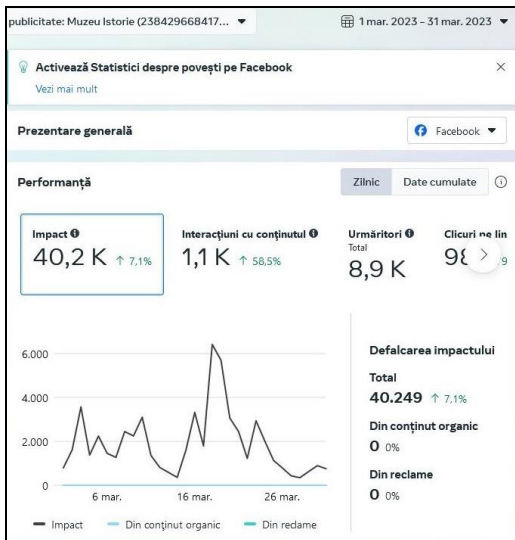 publicitate: Muzeu Istorie (238429668417...
1 mar. 2023 – 31 mar. 2023
Activează Statistici despre povești pe Facebook
Vezi mai mult
Prezentare generală
Facebook
Performanță
Zilnic
Date cumulate
Impact
40,2 K ↑ 7,1%
Interacțiuni cu conținutul
1,1 K ↑ 58,5%
Urmăritori
Total
8,9 K
Clicuri pe lin
6.000
4.000
2.000
0
6 mar.
16 mar.
26 mar.
Impact
Din conținut organic
Din reclame
Defalcarea impactului
Total
40.249 ↑ 7,1%
Din conținut organic
0 0%
Din reclame
0 0%